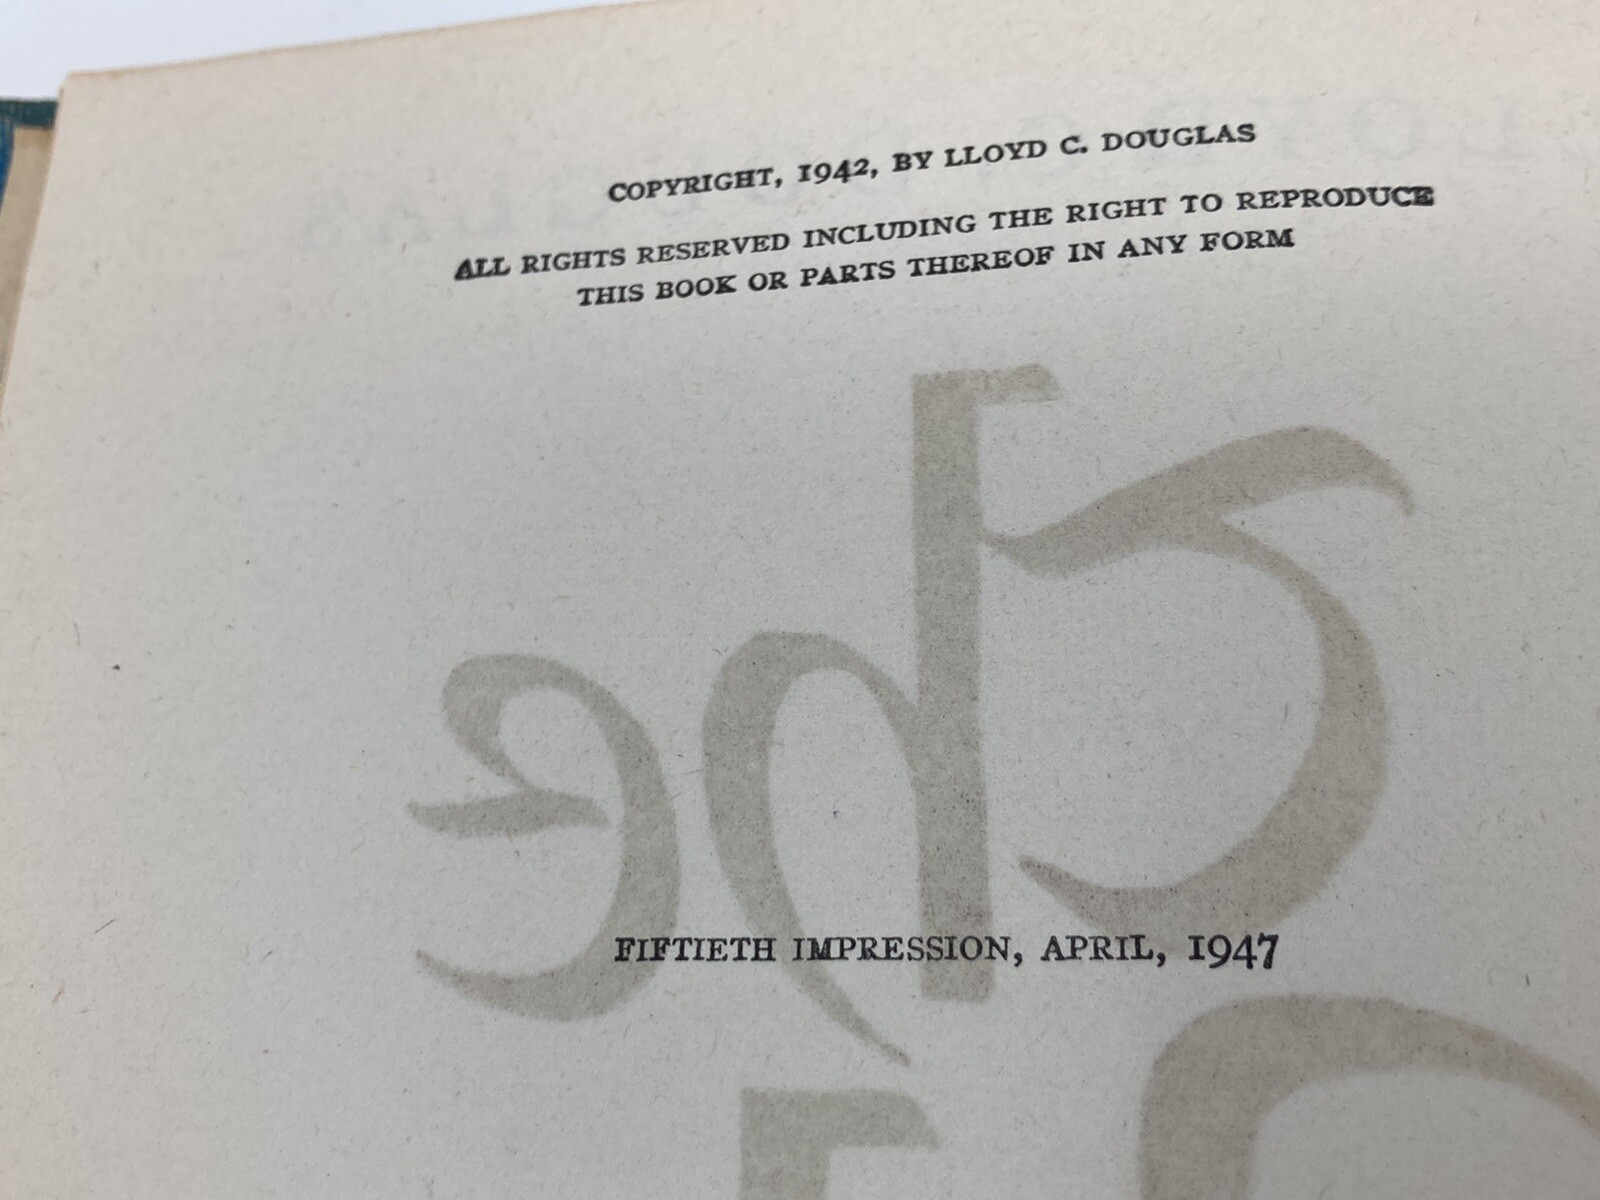 COPYRIGHT, 1942, BY LLOYD C. DOUGLAS
ALL RIGHTS RESERVED INCLUDING THE RIGHT TO REPRODUCE
THIS BOOK OR PARTS THEREOF IN ANY FORM
The
FIFTIETH IMPRESSION, APRIL, 1947